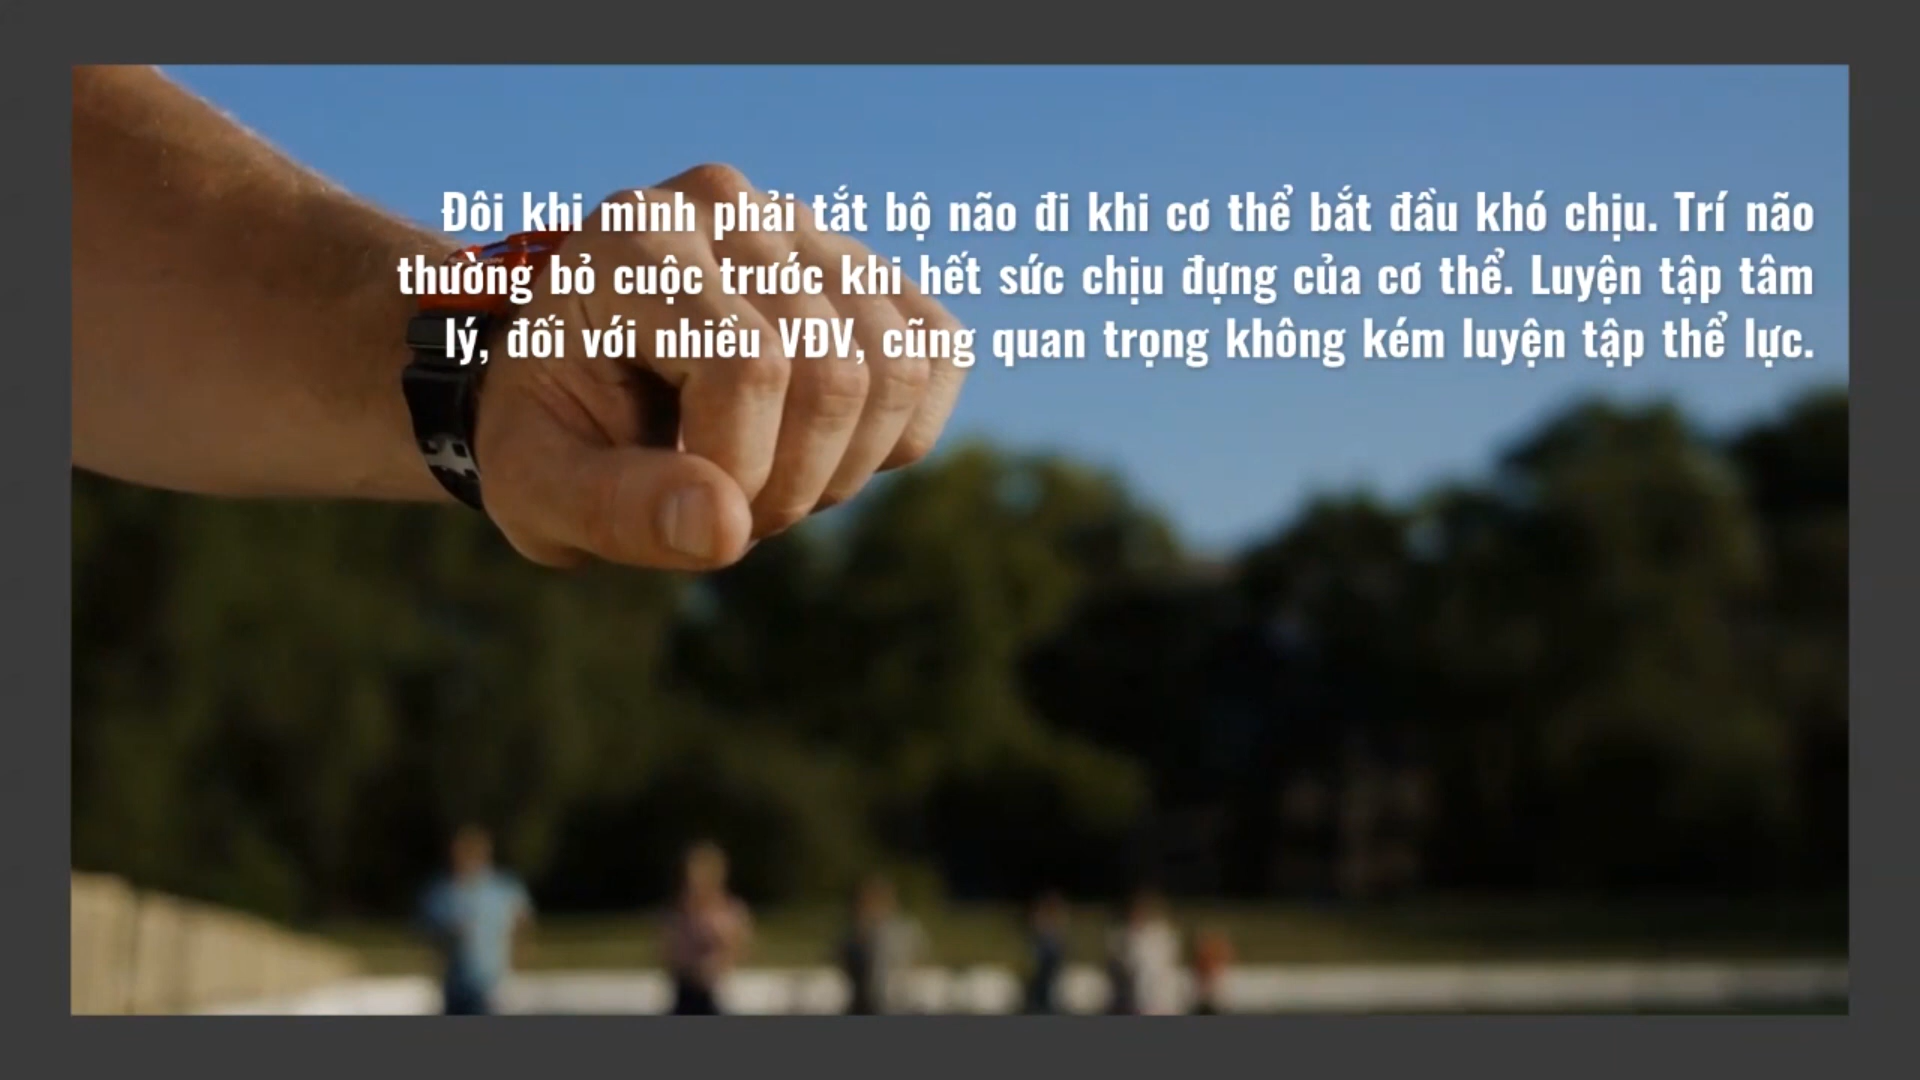 Đôi khi mình phải tắt bộ não đi khi cơ thể bắt đầu khó chịu. Trí não
thường bỏ cuộc trước khi hết sức chịu đựng của cơ thể. Luyện tập tâm
lý, đối với nhiều VĐV, cũng quan trọng không kém luyện tập thể lực.